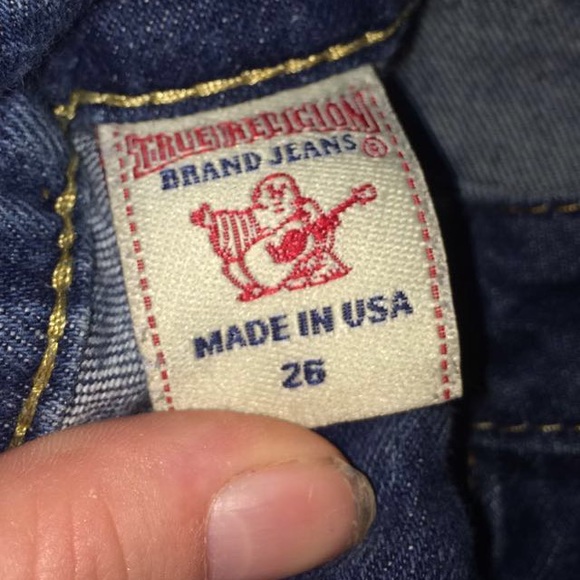 TRUE RELIGION
BRAND JEANS ©
MADE IN USA
26